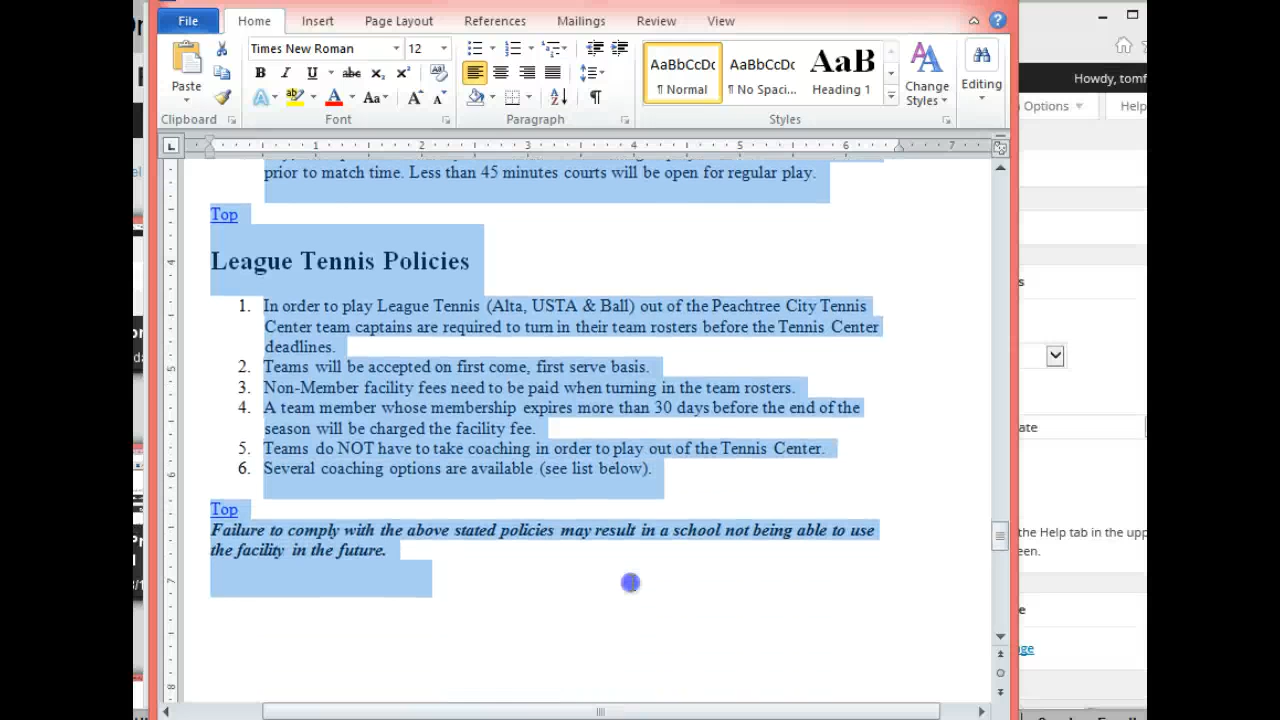 File Home Insert Page Layout References Mailings Review View
Times New Roman 12
AaBbCcDc AaBbCcDc AaB
Paste
¶ Normal ¶ No Spaci... Heading 1 Change Styles Editing
Clipboard Font Paragraph Styles
Howdy, tomf
Options Help
1 2 3 4 5 6 7
prior to match time. Less than 45 minutes courts will be open for regular play.
Top
League Tennis Policies
1. In order to play League Tennis (Alta, USTA & Ball) out of the Peachtree City Tennis
Center team captains are required to turn in their team rosters before the Tennis Center
deadlines.
2. Teams will be accepted on first come, first serve basis.
3. Non-Member facility fees need to be paid when turning in the team rosters.
4. A team member whose membership expires more than 30 days before the end of the
season will be charged the facility fee.
5. Teams do NOT have to take coaching in order to play out of the Tennis Center.
6. Several coaching options are available (see list below).
Top
Failure to comply with the above stated policies may result in a school not being able to use
the facility in the future.
ate
the Help tab in the upp
een.